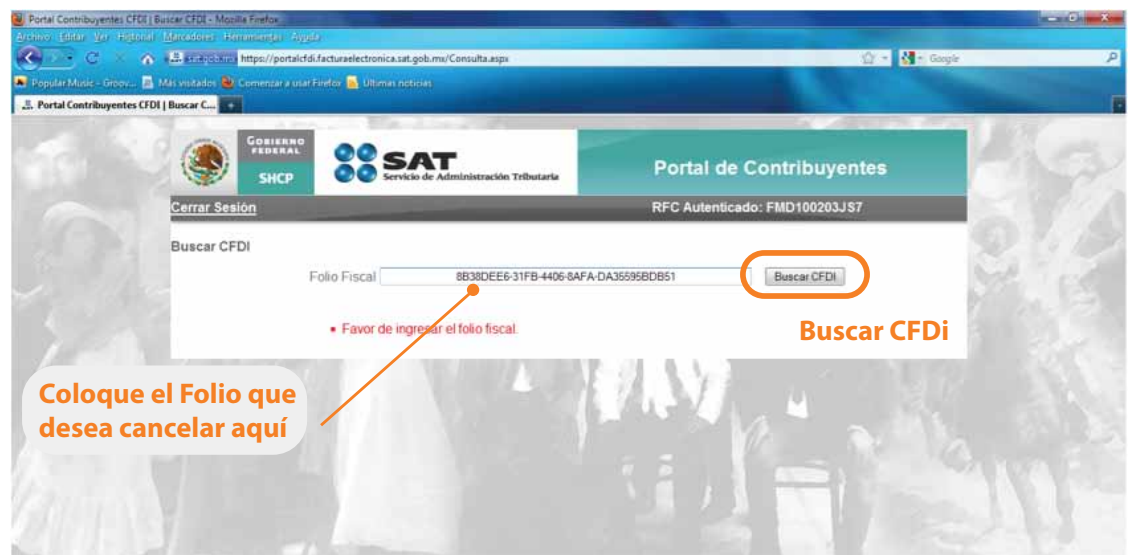 Portal Contribuyentes CFDI | Buscar CFDI - Mozilla Firefox
Archivo Editar Ver Historial Marcadores Herramientas Ayuda
sat.gob.mx https://portalcfdi.facturaelectronica.sat.gob.mx/Consulta.aspx
Google
Popular Music - Groov... Más visitados Comenzar a usar Firefox Últimas noticias
Portal Contribuyentes CFDI | Buscar C...
GOBIERNO
FEDERAL
SHCP
SAT
Servicio de Administración Tributaria
Portal de Contribuyentes
Cerrar Sesión
RFC Autenticado: FMD100203JS7
Buscar CFDI
Folio Fiscal 8B38DEE6-31FB-4406-8AFA-DA35595BDB51 Buscar CFDI
• Favor de ingresar el folio fiscal.
Buscar CFDi
Coloque el Folio que
desea cancelar aquí